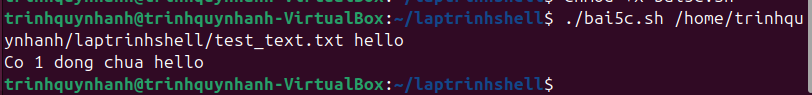 trinhquynhanh@trinhquynhanh-VirtualBox:~/laptrinhshell$ ./bai5c.sh /home/trinhqu
ynhanh/laptrinhshell/test_text.txt hello
Co 1 dong chua hello
trinhquynhanh@trinhquynhanh-VirtualBox:~/laptrinhshell$